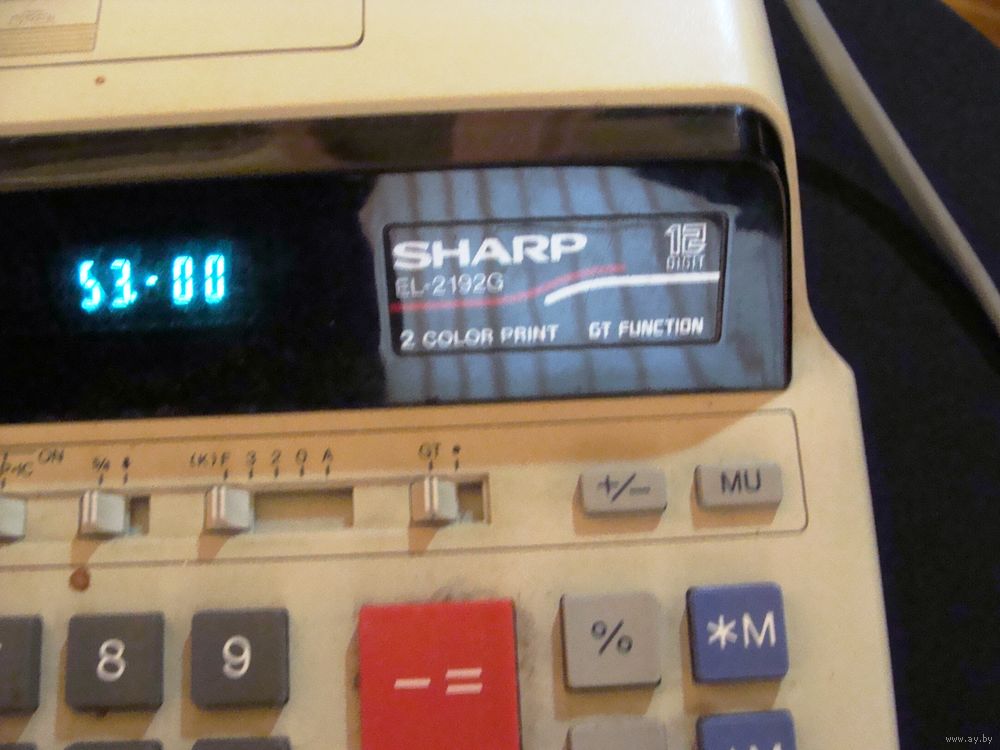 53.-00
SHARP
12
DIGIT
EL-2192G
2 COLOR PRINT GT FUNCTION
ON
P•IC
5/4
(K) F 3 2 0 A
GT *
+/− MU
8 9 −= % *M
www.ay.by